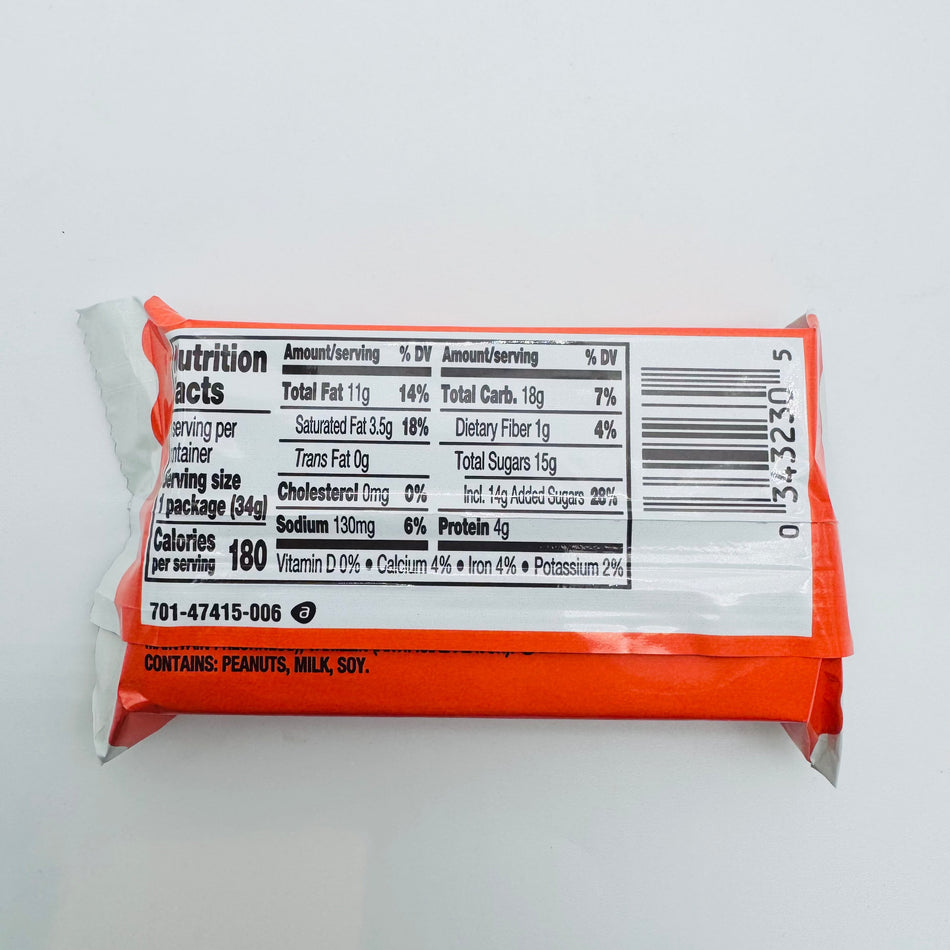 Nutrition
Facts
serving per
container
Serving size
1 package (34g)
Calories
per serving 180
Amount/serving % DV
Total Fat 11g 14%
Saturated Fat 3.5g 18%
Trans Fat 0g
Cholesterol 0mg 0%
Sodium 130mg 6%
Amount/serving % DV
Total Carb. 18g 7%
Dietary Fiber 1g 4%
Total Sugars 15g
Incl. 14g Added Sugars 28%
Protein 4g
Vitamin D 0% ● Calcium 4% ● Iron 4% ● Potassium 2%
701-47415-006 a
0 343230 5
CONTAINS: PEANUTS, MILK, SOY.